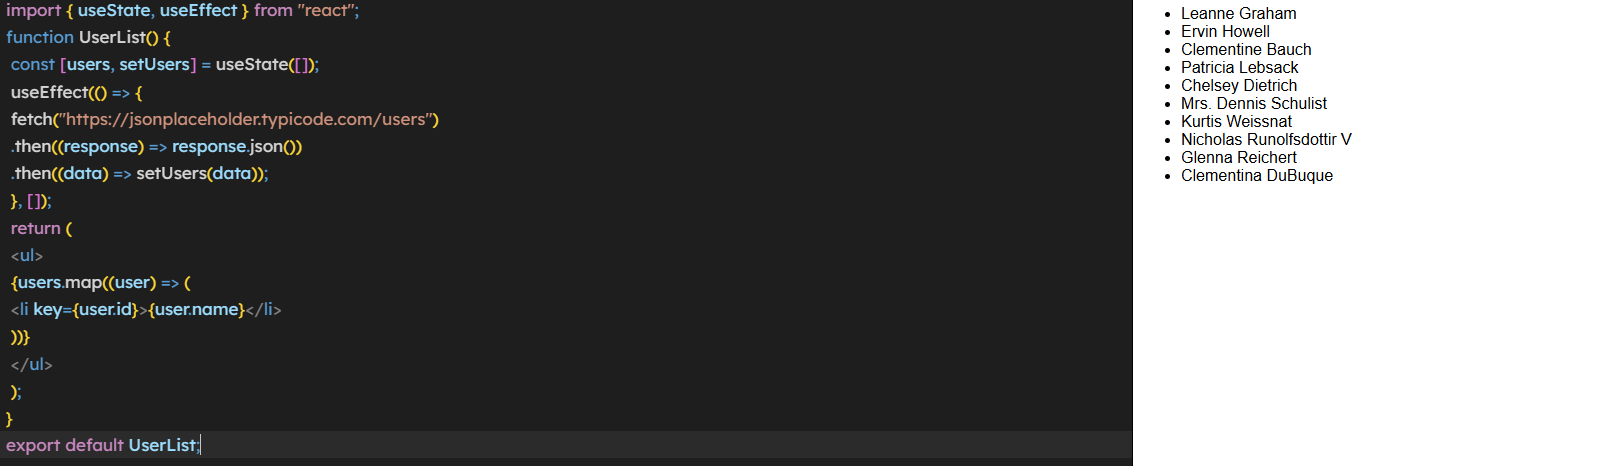 import { useState, useEffect } from "react";
function UserList() {
const [users, setUsers] = useState([]);
useEffect(() => {
fetch("https://jsonplaceholder.typicode.com/users")
.then((response) => response.json())
.then((data) => setUsers(data));
}, []);
return (
<ul>
{users.map((user) => (
<li key={user.id}>{user.name}</li>
))}
</ul>
);
}
export default UserList;
• Leanne Graham
• Ervin Howell
• Clementine Bauch
• Patricia Lebsack
• Chelsey Dietrich
• Mrs. Dennis Schulist
• Kurtis Weissnat
• Nicholas Runolfsdottir V
• Glenna Reichert
• Clementina DuBuque